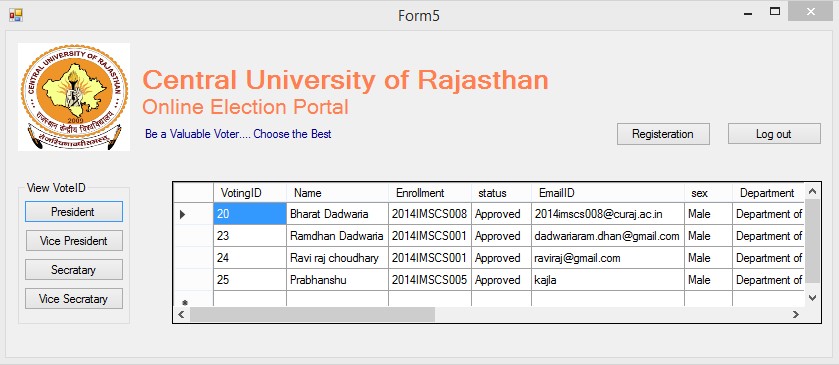 Form5
CENTRAL UNIVERSITY OF RAJASTHAN
2009
राजस्थान केन्द्रीय विश्वविद्यालय
Central University of Rajasthan
Online Election Portal
Be a Valuable Voter.... Choose the Best
Registeration Log out
View VoteID
President
Vice President
Secratary
Vice Secratary
VotingID Name Enrollment status EmailID sex Department
20 Bharat Dadwaria 2014IMSCS008 Approved 2014imscs008@curaj.ac.in Male Department of
23 Ramdhan Dadwaria 2014IMSCS001 Approved dadwariaram.dhan@gmail.com Male Department of
24 Ravi raj choudhary 2014IMSCS001 Approved raviraj@gmail.com Male Department of
25 Prabhanshu 2014IMSCS005 Approved kajla Male Department of